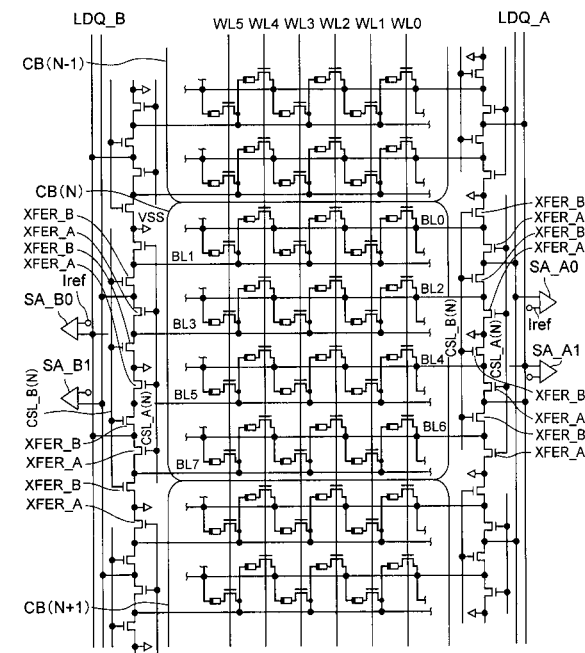 LDQ_B WL5 WL4 WL3 WL2 WL1 WL0 LDQ_A
CB(N-1)
CB(N)
VSS
XFER_B
XFER_A
XFER_B
XFER_A
Iref
SA_B0
SA_B1
CSL_B(N)
CSL_A(N)
XFER_B
XFER_A
XFER_B
XFER_A
CB(N+1)
BL0
BL1
BL2
BL3
BL4
BL5
BL6
BL7
XFER_B
XFER_A
XFER_B
XFER_A
SA_A0
Iref
CSL_B(N)
CSL_A(N)
SA_A1
XFER_B
XFER_A
XFER_B
XFER_A